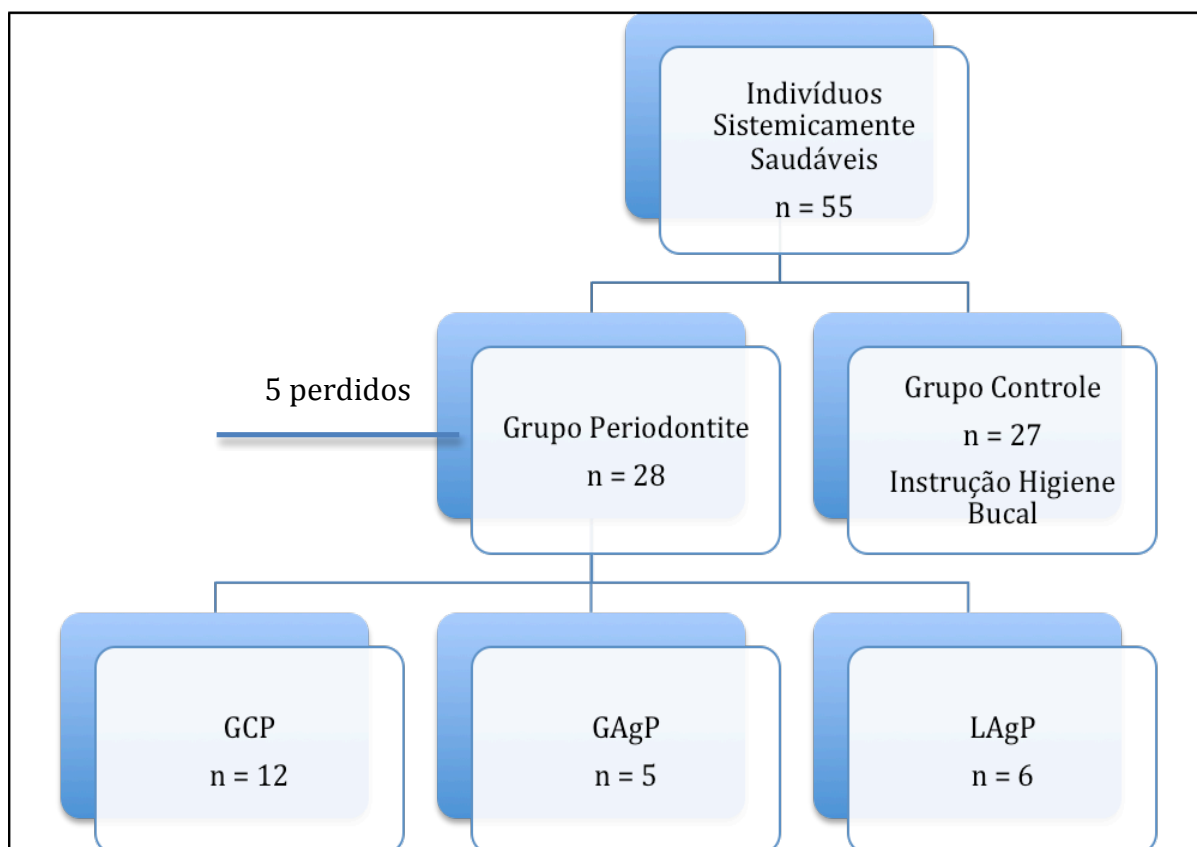 Indivíduos
Sistemicamente
Saudáveis
n = 55
5 perdidos
Grupo Periodontite
n = 28
Grupo Controle
n = 27
Instrução Higiene
Bucal
GCP
n = 12
GAgP
n = 5
LAgP
n = 6